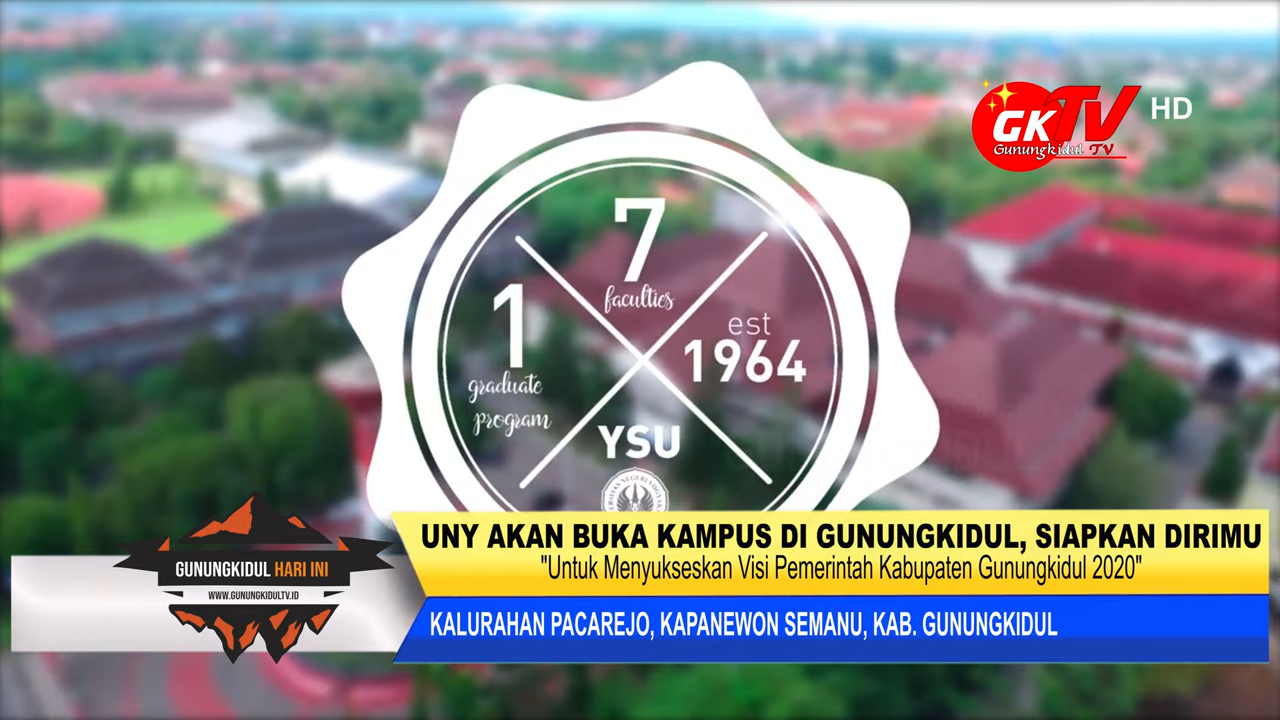 GKTV HD
Gunungkidul TV
7
faculties
1
graduate
program
est
1964
YSU
UNY AKAN BUKA KAMPUS DI GUNUNGKIDUL, SIAPKAN DIRIMU
"Untuk Menyukseskan Visi Pemerintah Kabupaten Gunungkidul 2020"
GUNUNGKIDUL HARI INI
WWW.GUNUNGKIDULTV.ID
KALURAHAN PACAREJO, KAPANEWON SEMANU, KAB. GUNUNGKIDUL